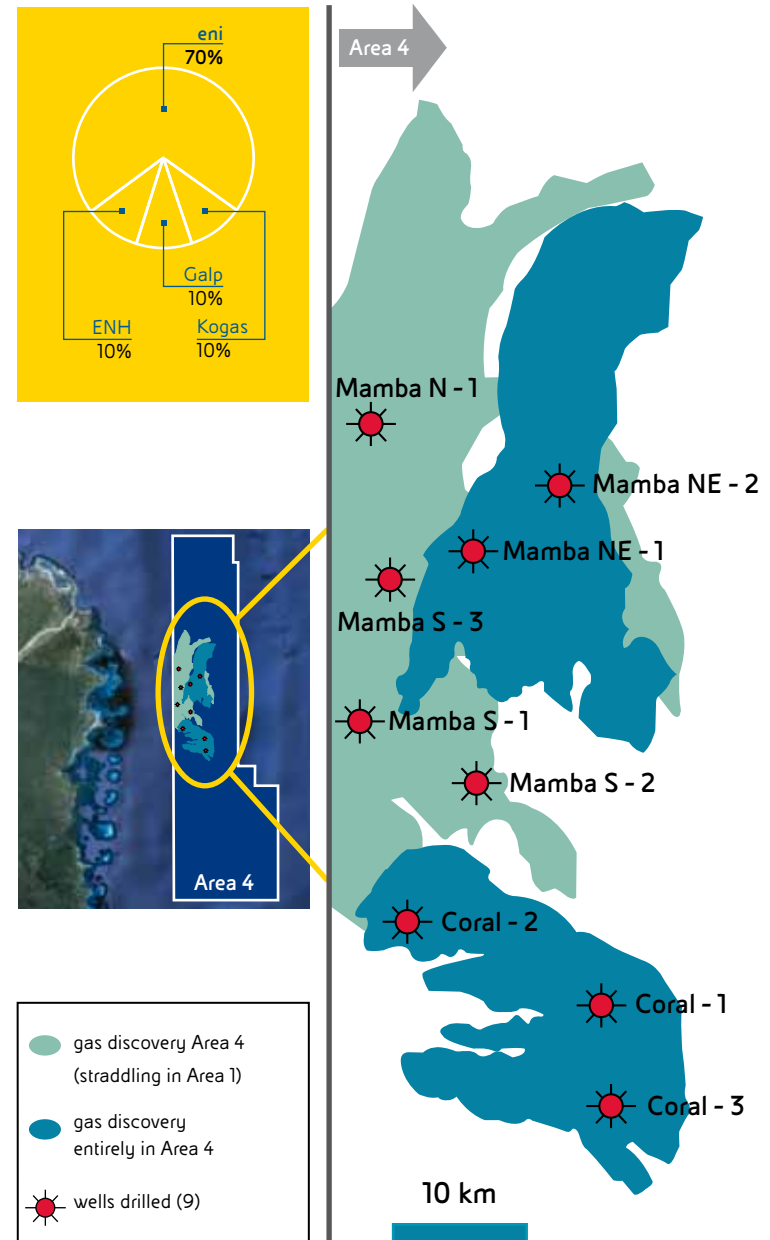 eni
70%
Galp
10%
ENH
10%
Kogas
10%
Area 4
Mamba N - 1
Mamba NE - 2
Mamba NE - 1
Mamba S - 3
Mamba S - 1
Mamba S - 2
Coral - 2
Coral - 1
Coral - 3
10 km
Area 4
gas discovery Area 4
(straddling in Area 1)
gas discovery
entirely in Area 4
wells drilled (9)